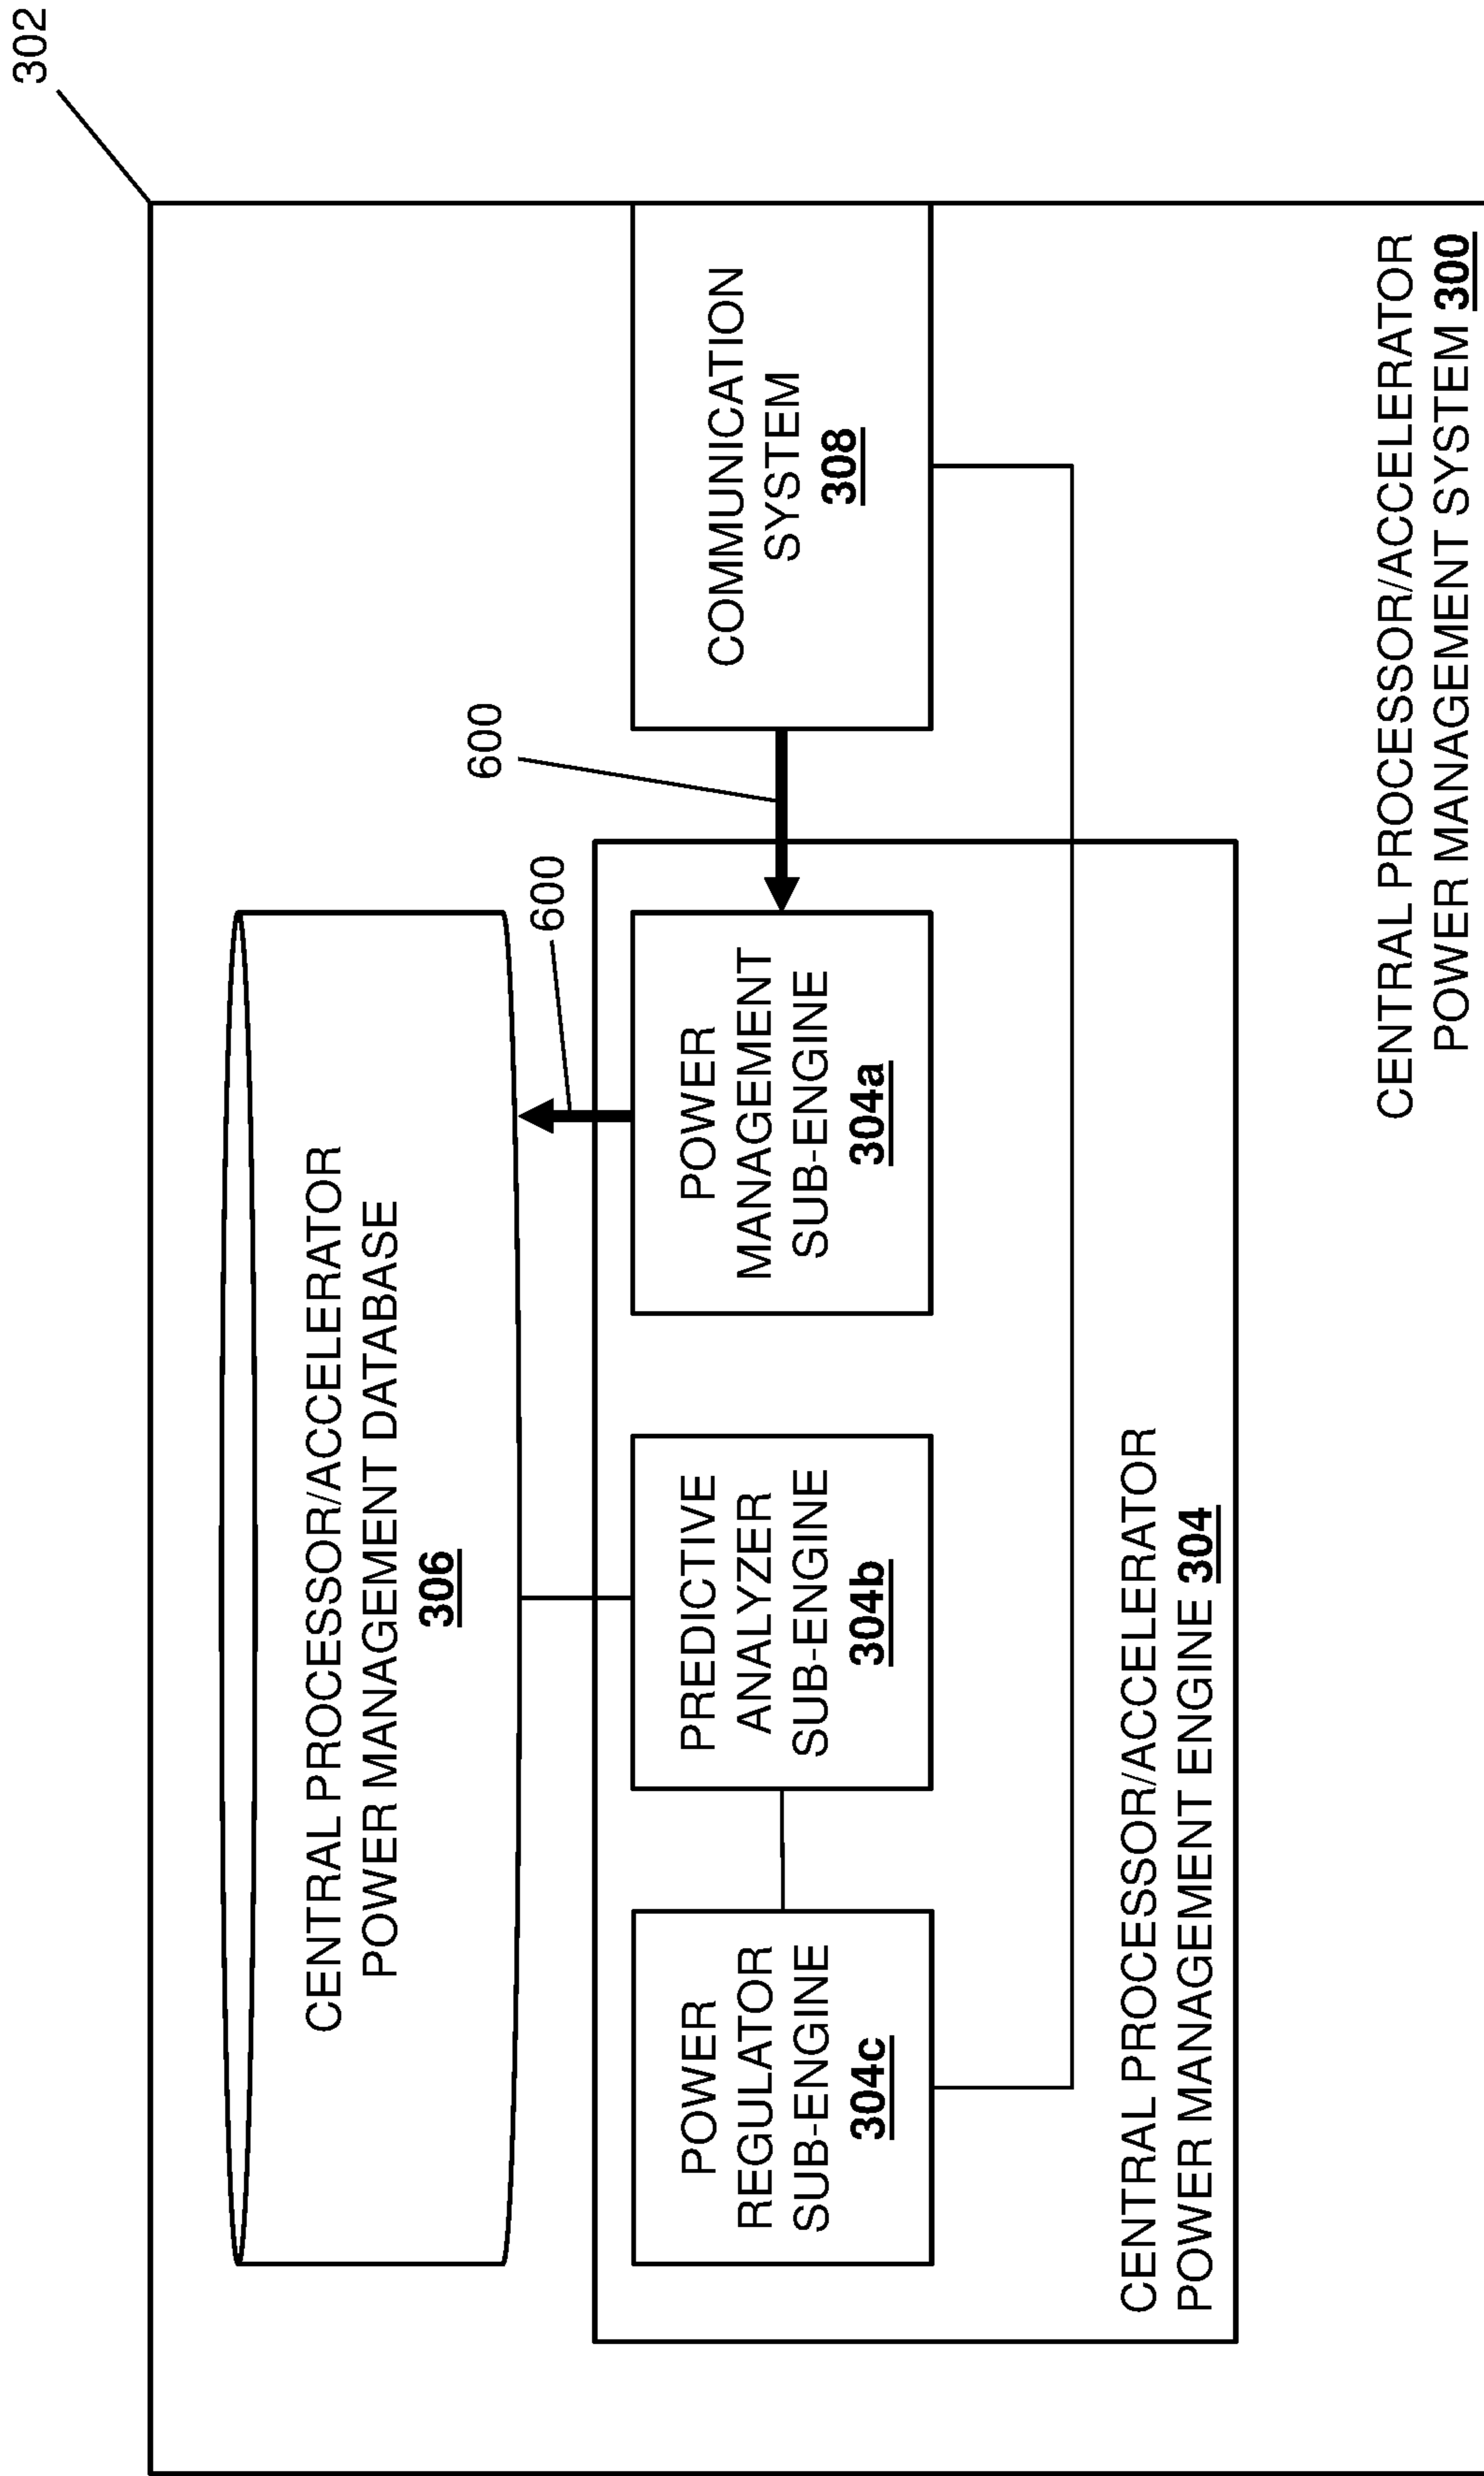 302
CENTRAL PROCESSOR/ACCELERATOR
POWER MANAGEMENT DATABASE
306
600
600
POWER
REGULATOR
SUB-ENGINE
304c
PREDICTIVE
ANALYZER
SUB-ENGINE
304b
POWER
MANAGEMENT
SUB-ENGINE
304a
COMMUNICATION
SYSTEM
308
CENTRAL PROCESSOR/ACCELERATOR
POWER MANAGEMENT ENGINE 304
CENTRAL PROCESSOR/ACCELERATOR
POWER MANAGEMENT SYSTEM 300